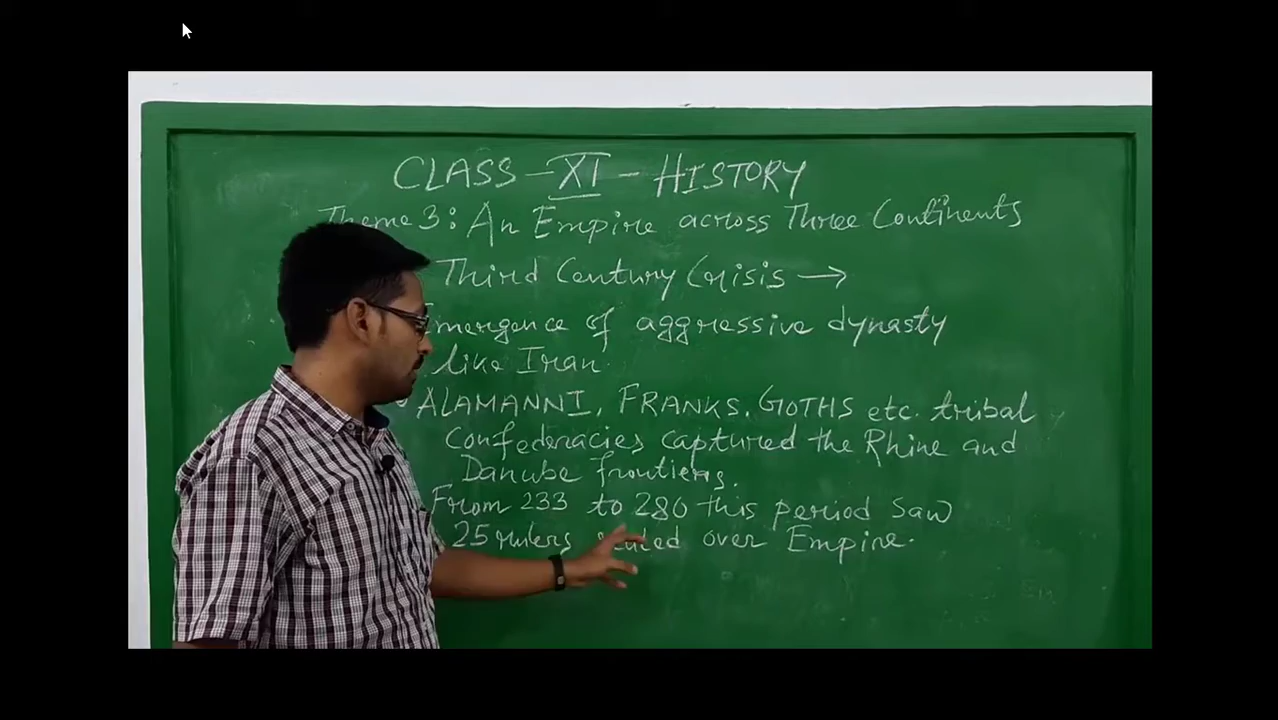 CLASS - XI - HISTORY
Theme 3: An Empire across Three Continents
Third Century Crisis →
Emergence of aggressive dynasty
like Iran.
ALAMANNI, FRANKS, GOTHS etc. tribal
Confederacies captured the Rhine and
Danube frontiers.
From 233 to 280 this period saw
25 rulers over Empire.